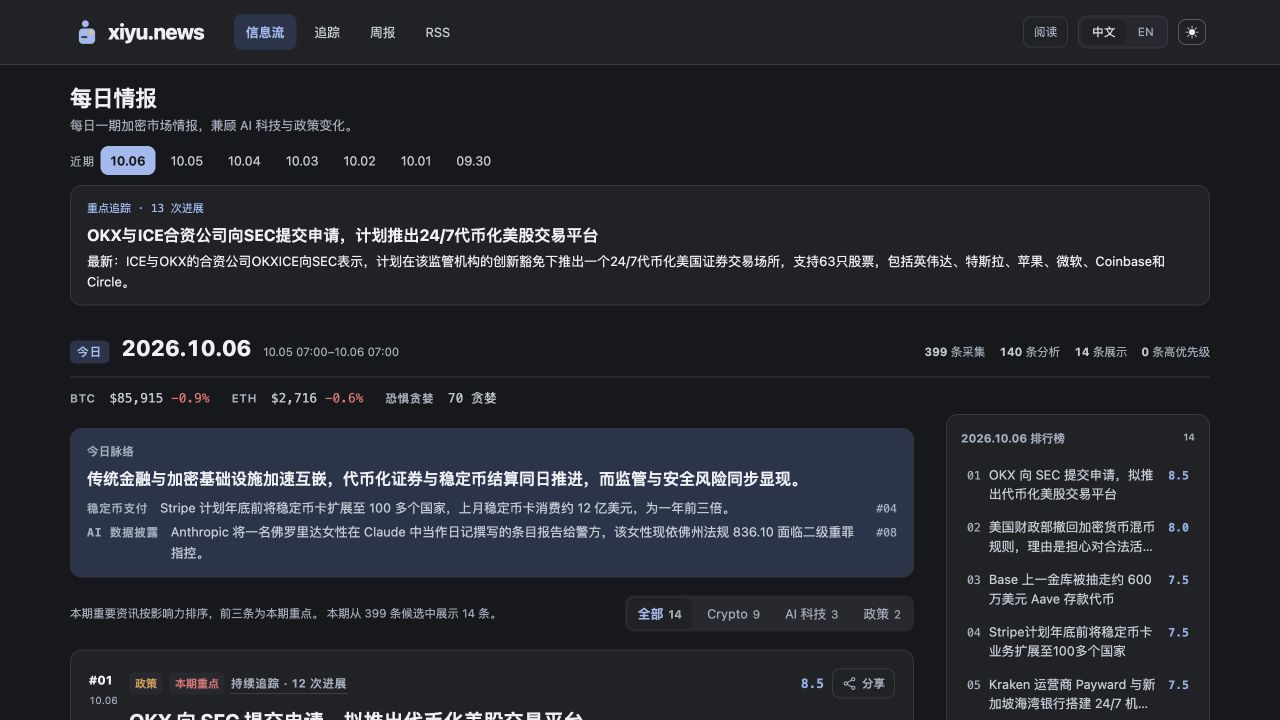 xiyu.news 信息流 追踪 周报 RSS 阅读 中文 EN
每日情报
每日一期加密市场情报，兼顾 AI 科技与政策变化。
近期 10.06 10.05 10.04 10.03 10.02 10.01 09.30
重点追踪 · 13 次进展
OKX与ICE合资公司向SEC提交申请，计划推出24/7代币化美股交易平台
最新：ICE与OKX的合资公司OKXICE向SEC表示，计划在该监管机构的创新豁免下推出一个24/7代币化美国证券交易场所，支持63只股票，包括英伟达、特斯拉、苹果、微软、Coinbase和
Circle。
今日 2026.10.06 10.05 07:00–10.06 07:00 399 条采集 140 条分析 14 条展示 0 条高优先级
BTC $85,915 −0.9% ETH $2,716 −0.6% 恐惧贪婪 70 贪婪
今日脉络
传统金融与加密基础设施加速互嵌，代币化证券与稳定币结算同日推进，而监管与安全风险同步显现。
稳定币支付 Stripe 计划年底前将稳定币卡扩展至 100 多个国家，上月稳定币卡消费约 12 亿美元，为一年前三倍。 #04
AI 数据披露 Anthropic 将一名佛罗里达女性在 Claude 中当作日记撰写的条目报告给警方，该女性现依佛州法规 836.10 面临二级重罪 #08
指控。
本期重要资讯按影响力排序，前三条为本期重点。 本期从 399 条候选中展示 14 条。
全部 14 Crypto 9 AI 科技 3 政策 2
#01 政策 本期重点 持续追踪 · 12 次进展 8.5 分享
10.06
OKX 向 SEC 提交申请，拟推出代币化美股交易平台
2026.10.06 排行榜 14
01 OKX 向 SEC 提交申请，拟推 8.5
出代币化美股交易平台
02 美国财政部撤回加密货币混币 8.0
规则，理由是担心对合法活...
03 Base 上一金库被抽走约 600 7.5
万美元 Aave 存款代币
04 Stripe计划年底前将稳定币卡 7.5
业务扩展至100多个国家
05 Kraken 运营商 Payward 与新 7.5
加坡海湾银行搭建 24/7 机...